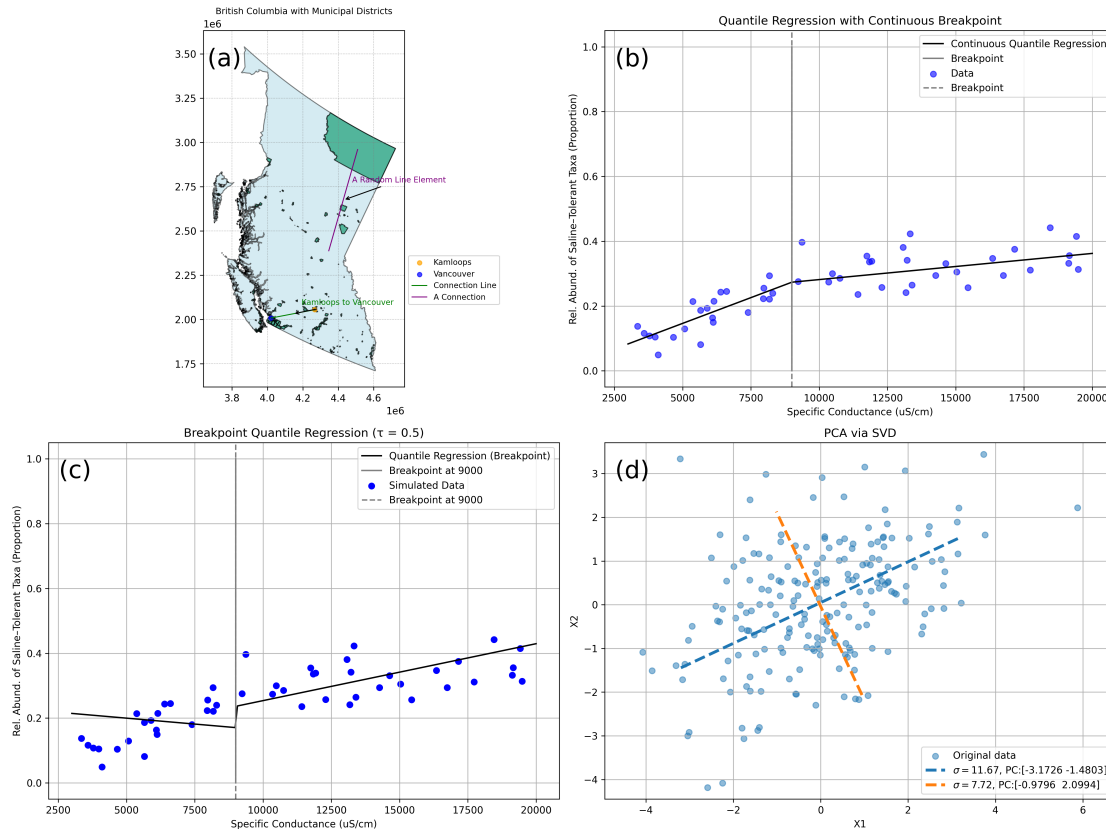 British Columbia with Municipal Districts
1e6
(a)
3.50
3.25
3.00
2.75
2.50
2.25
2.00
1.75
A Random Line Element
Kamloops to Vancouver
Kamloops
Vancouver
Connection Line
A Connection
3.8
4.0
4.2
4.4
4.6
1e6
Quantile Regression with Continuous Breakpoint
(b)
Rel. Abund. of Saline–Tolerant Taxa (Proportion)
1.0
0.8
0.6
0.4
0.2
0.0
Continuous Quantile Regression
Breakpoint
Data
Breakpoint
2500
5000
7500
10000
12500
15000
17500
20000
Specific Conductance (uS/cm)
Breakpoint Quantile Regression (τ = 0.5)
(c)
Rel. Abund. of Saline–Tolerant Taxa (Proportion)
1.0
0.8
0.6
0.4
0.2
0.0
Quantile Regression (Breakpoint)
Breakpoint at 9000
Simulated Data
Breakpoint at 9000
2500
5000
7500
10000
12500
15000
17500
20000
Specific Conductance (uS/cm)
PCA via SVD
(d)
X2
3
2
1
0
−1
−2
−3
−4
Original data
σ = 11.67, PC:[-3.1726 -1.4803]
σ = 7.72, PC:[-0.9796 2.0994]
−4
−2
0
2
4
6
X1